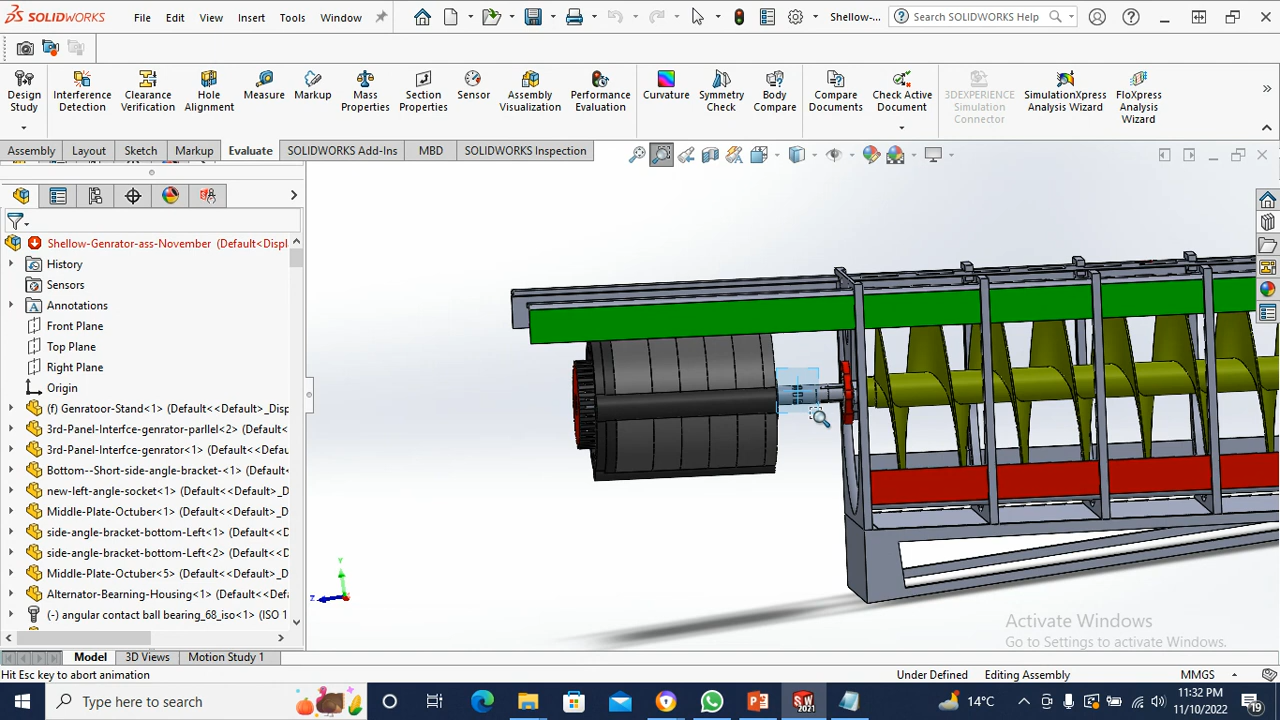 SOLIDWORKS File Edit View Insert Tools Window Shellow-... Search SOLIDWORKS Help
Design Study
Interference Detection
Clearance Verification
Hole Alignment
Measure
Markup
Mass Properties
Section Properties
Sensor
Assembly Visualization
Performance Evaluation
Curvature
Symmetry Check
Body Compare
Compare Documents
Check Active Document
3DEXPERIENCE Simulation Connector
SimulationXpress Analysis Wizard
FloXpress Analysis Wizard
Assembly Layout Sketch Markup Evaluate SOLIDWORKS Add-Ins MBD SOLIDWORKS Inspection
Shellow-Genrator-ass-November (Default<Displ
History
Sensors
Annotations
Front Plane
Top Plane
Right Plane
Origin
(f) Genratoor-Stand<1> (Default<<Default>_Disp
3rd-Panel-Interfce-genrator-parllel<2> (Default<
3rd-Panel-Interfce-genrator<1> (Default<<Defau
Bottom--Short-side-angle-bracket-<1> (Default<
new-left-angle-socket<1> (Default<<Default>_D
Middle-Plate-Octuber<1> (Default<<Default>_D
side-angle-bracket-bottom-Left<1> (Default<<D
side-angle-bracket-bottom-Left<2> (Default<<D
Middle-Plate-Octuber<5> (Default<<Default>_D
Alternator-Bearning-Housing<1> (Default<<Def
(-) angular contact ball bearing_68_iso<1> (ISO 1
Y
Z
Activate Windows
Go to Settings to activate Windows.
Model 3D Views Motion Study 1
Hit Esc key to abort animation Under Defined Editing Assembly MMGS
Type here to search
SW 2021
14°C
11:32 PM
11/10/2022
19